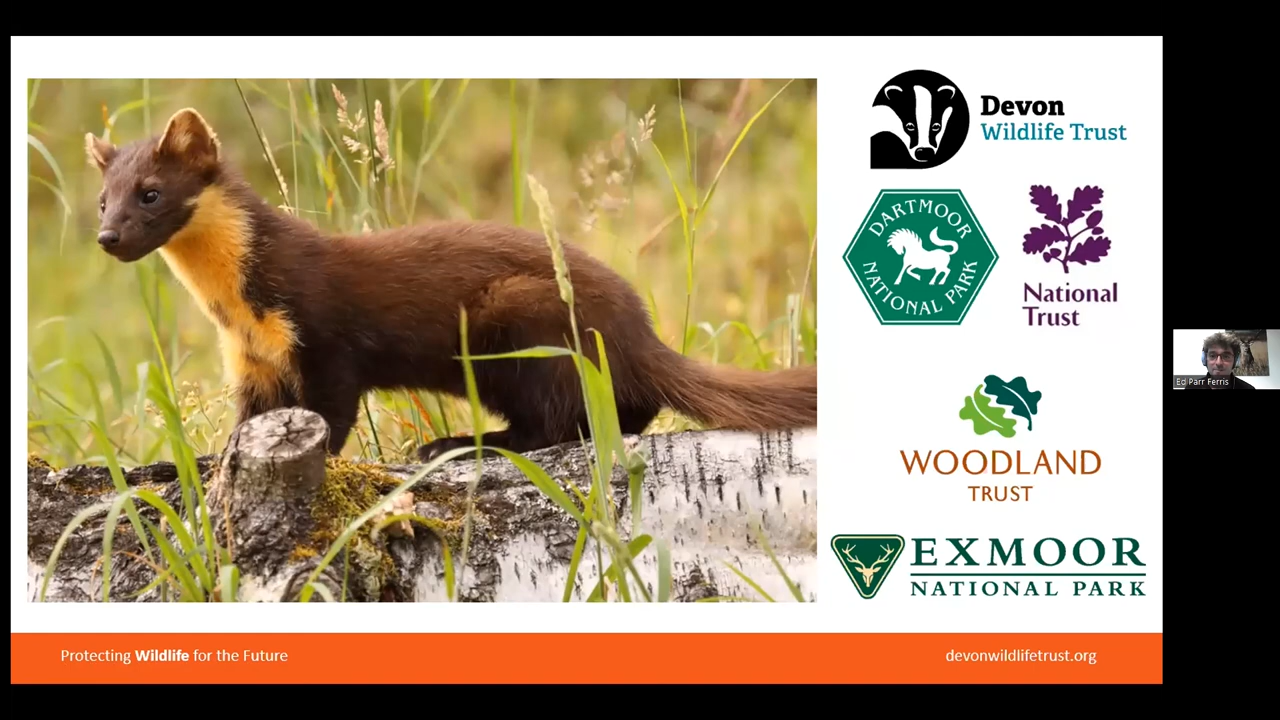 Devon
Wildlife Trust
DARTMOOR
NATIONAL PARK
National
Trust
WOODLAND
TRUST
EXMOOR
NATIONAL PARK
Ed Parr Ferris
Protecting Wildlife for the Future
devonwildlifetrust.org